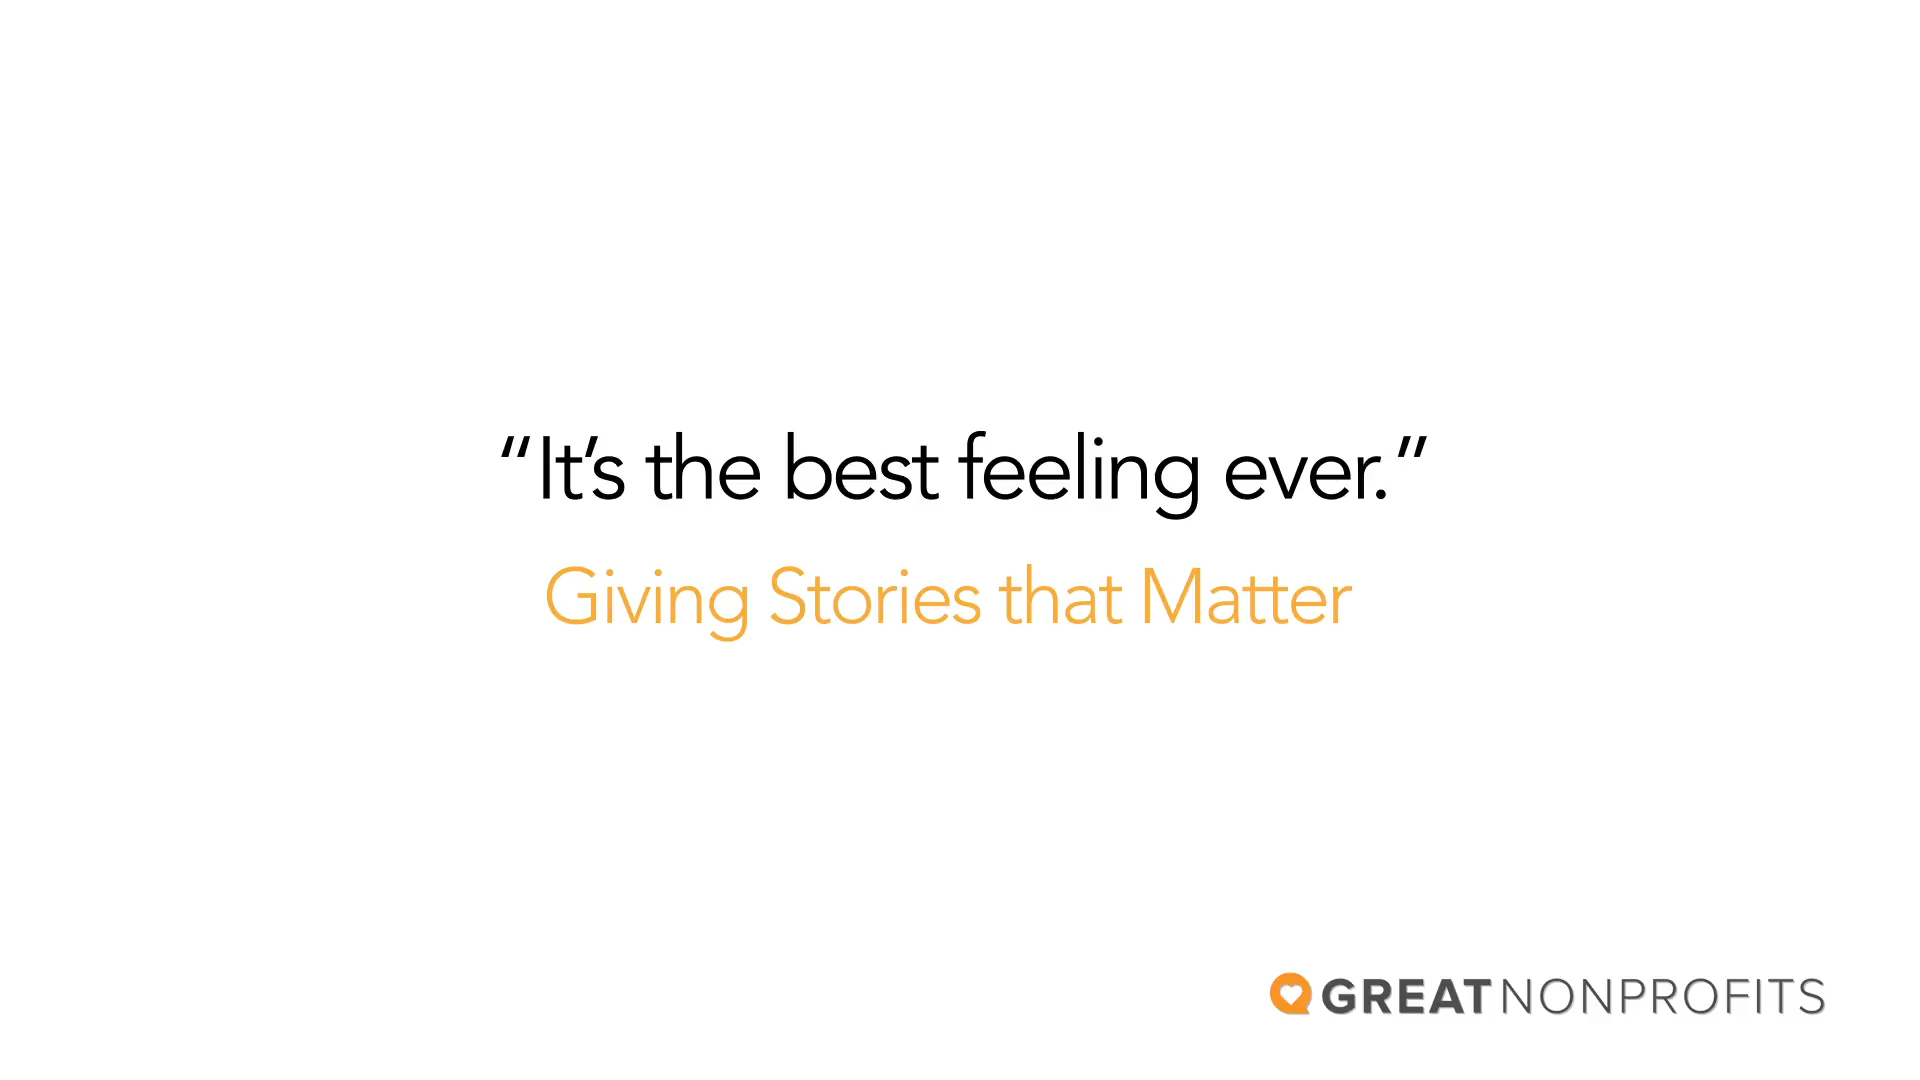 “It’s the best feeling ever.”
Giving Stories that Matter
GREATNONPROFITS